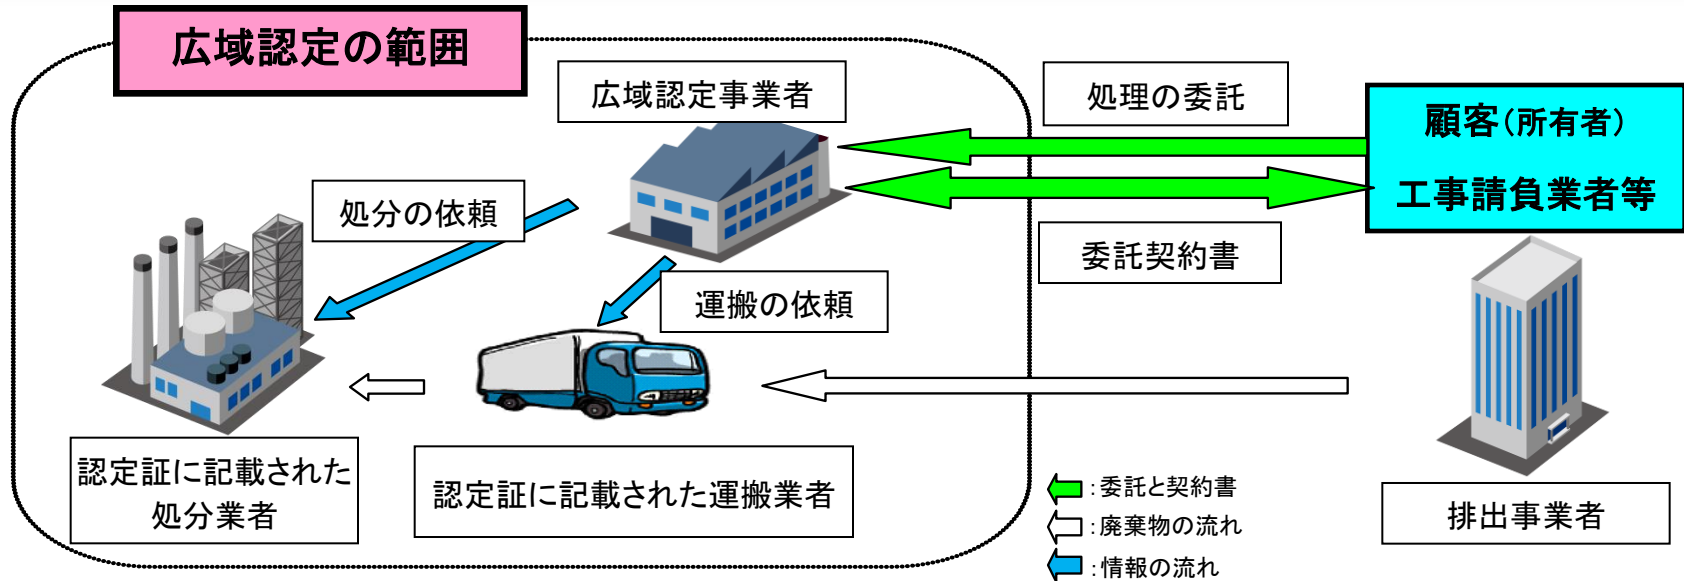 広域認定の範囲
広域認定事業者
処理の委託
顧客(所有者)
工事請負業者等
処分の依頼
委託契約書
運搬の依頼
認定証に記載された
処分業者
認定証に記載された運搬業者
:委託と契約書
:廃棄物の流れ
:情報の流れ
排出事業者